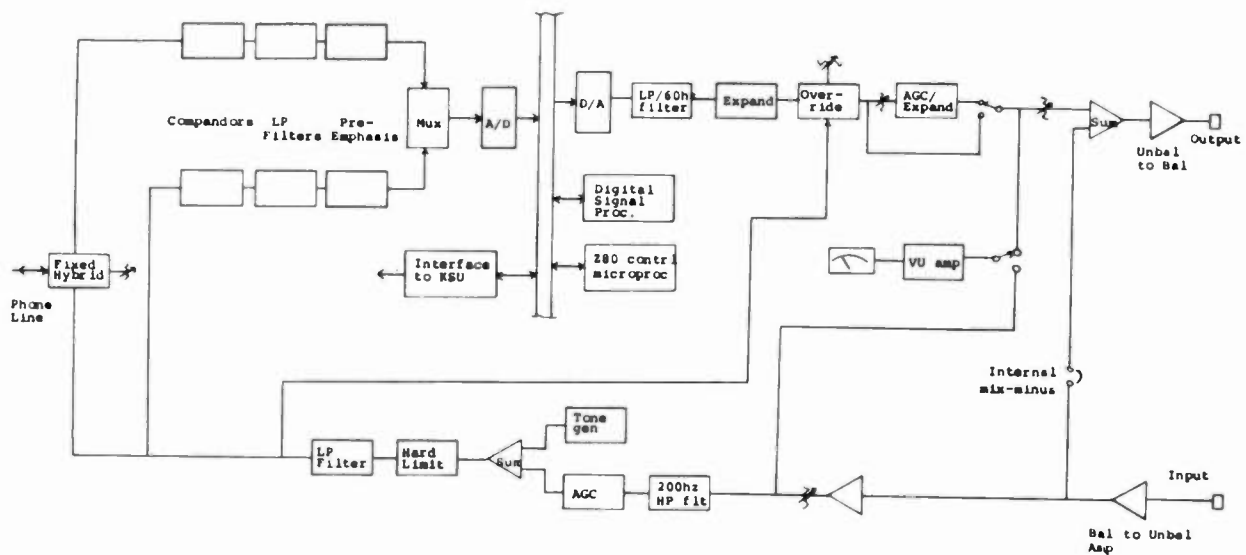 Compandors
LP
Filters
Pre-
Emphasis
Mux
A/D
D/A
LP/60h
filter
Expand
Over-
ride
AGC/
Expand
Sum
Unbal
to Bal
Output
Digital
Signal
Proc.
Z80 contrl
microproc
Interface
to KSU
Fixed
Hybrid
Phone
Line
VU amp
Internal
mix-minus
Tone
gen
LP
Filter
Hard
Limit
Sum
AGC
200hz
HP flt
Input
Bal to Unbal
Amp